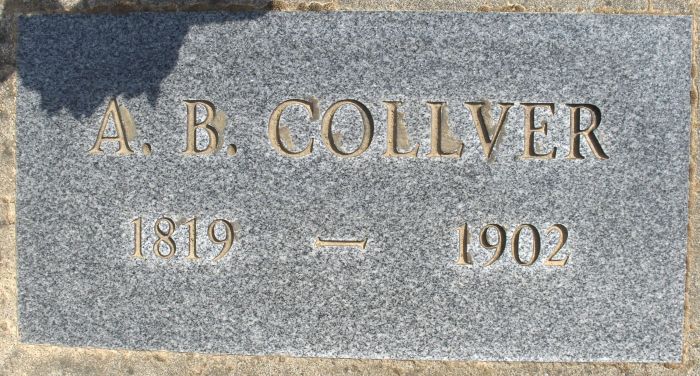 A. B. COLLVER
1819 — 1902